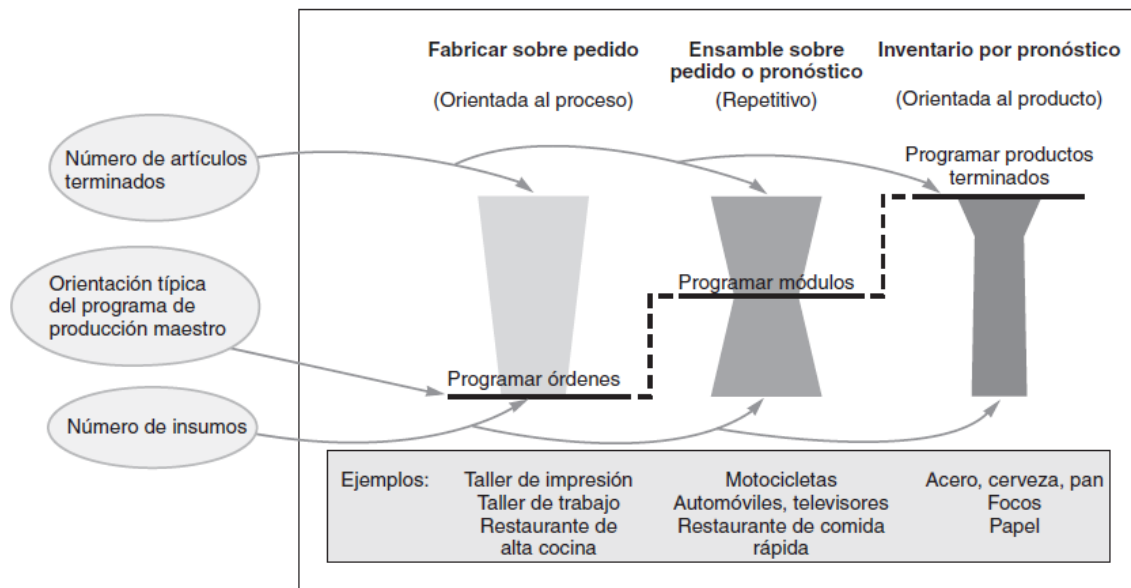 Fabricar sobre pedido
(Orientada al proceso)
Ensamble sobre
pedido o pronóstico
(Repetitivo)
Inventario por pronóstico
(Orientada al producto)
Número de artículos
terminados
Programar productos
terminados
Orientación típica
del programa de
producción maestro
Programar módulos
Programar órdenes
Número de insumos
Ejemplos:
Taller de impresión
Taller de trabajo
Restaurante de
alta cocina
Motocicletas
Automóviles, televisores
Restaurante de comida
rápida
Acero, cerveza, pan
Focos
Papel